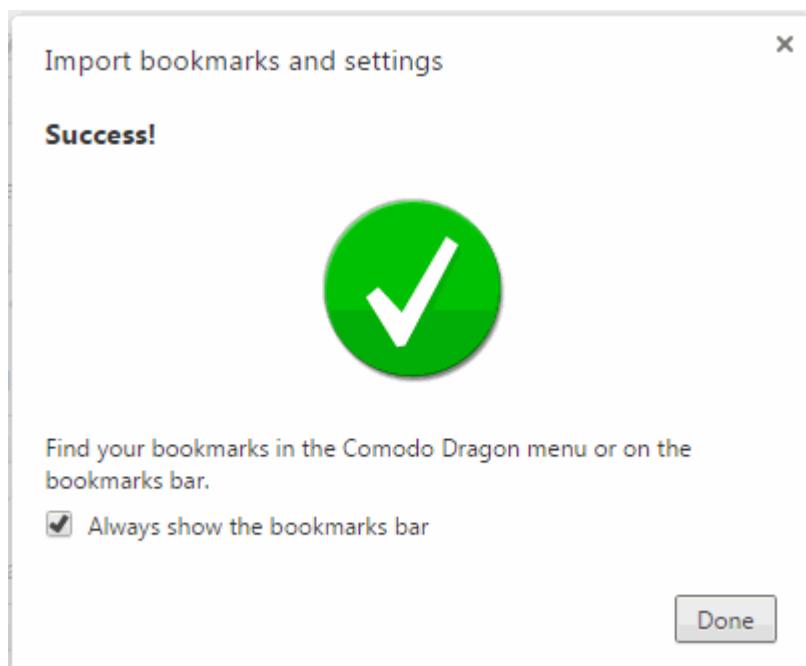 Import bookmarks and settings
Success!
Find your bookmarks in the Comodo Dragon menu or on the
bookmarks bar.
Always show the bookmarks bar
Done